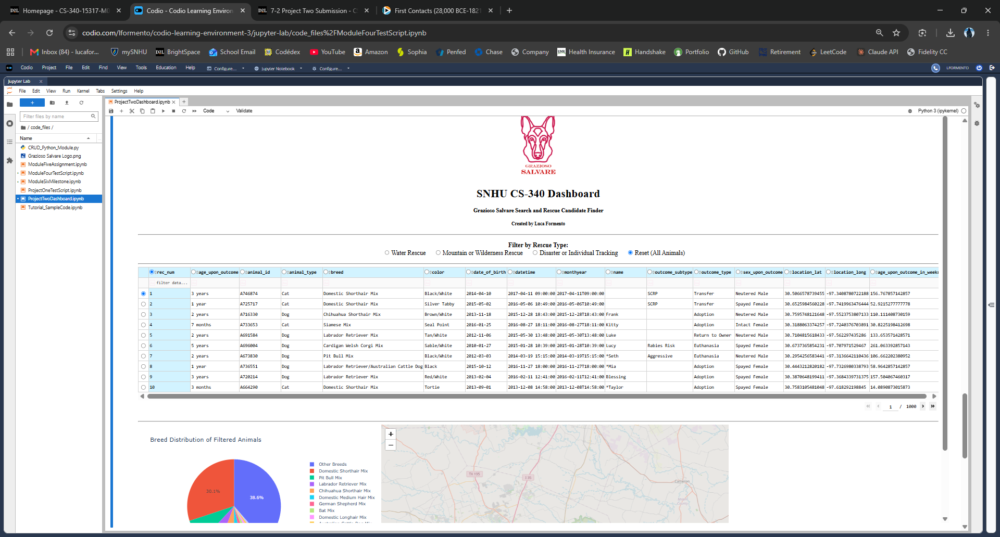 Homepage - CS-340-15317-M0
Codio - Codio Learning Environ
D2L 7-2 Project Two Submission - C
First Contacts (28,000 BCE-1821
codio.com/lformento/codio-learning-environment-3/jupyter-lab/code_files%2FModuleFourTestScript.ipynb
Inbox (84) - lucafor... mySNHU D2L BrightSpace School Email Codédex YouTube Amazon Sophia Penfed Chase Company UMR Health Insurance Handshake Portfolio GitHub Retirement LeetCode Claude API Fidelity CC
Codio Project File Edit Find View Tools Education Help Configure.... Jupyter Notebook Configure.... LFORMENTO
Jupyter Lab
File Edit View Run Kernel Tabs Settings Help
ProjectTwoDashboard.ipynb
Code Validate Python 3 (ipykernel)
Filter files by name
/ code_files /
Name
CRUD_Python_Module.py
Grazioso Salvare Logo.png
ModuleFiveAssignment.ipynb
ModuleFourTestScript.ipynb
ModuleSixMilestone.ipynb
ProjectOneTestScript.ipynb
ProjectTwoDashboard.ipynb
Tutorial_SampleCode.ipynb
GRAZIOSO
SALVARE
SNHU CS-340 Dashboard
Grazioso Salvare Search and Rescue Candidate Finder
Created by Luca Formento
Filter by Rescue Type:
Water Rescue Mountain or Wilderness Rescue Disaster or Individual Tracking Reset (All Animals)
rec_num age_upon_outcome animal_id animal_type breed color date_of_birth datetime monthyear name outcome_subtype outcome_type sex_upon_outcome location_lat location_long age_upon_outcome_in_weeks
filter data...
1 3 years A746874 Cat Domestic Shorthair Mix Black/White 2014-04-10 2017-04-11 09:00:00 2017-04-11T09:00:00 SCRP Transfer Neutered Male 30.5066578739455 -97.3408780722188 156.767857142857
2 1 year A725717 Cat Domestic Shorthair Mix Silver Tabby 2015-05-02 2016-05-06 10:49:00 2016-05-06T10:49:00 SCRP Transfer Spayed Female 30.6525984560228 -97.7419963476444 52.9215277777778
3 2 years A716330 Dog Chihuahua Shorthair Mix Brown/White 2013-11-18 2015-12-28 18:43:00 2015-12-28T18:43:00 Frank Adoption Neutered Male 30.7595748121648 -97.5523753807133 110.111408730159
4 7 months A733653 Cat Siamese Mix Seal Point 2016-01-25 2016-08-27 18:11:00 2016-08-27T18:11:00 Kitty Adoption Intact Female 30.3188063374257 -97.7240376703891 30.8225198412698
5 2 years A691584 Dog Labrador Retriever Mix Tan/White 2012-11-06 2015-05-30 13:48:00 2015-05-30T13:48:00 Luke Return to Owner Neutered Male 30.7104815618433 -97.562297435286 133.653571428571
6 5 years A696004 Dog Cardigan Welsh Corgi Mix Sable/White 2010-01-27 2015-01-28 10:39:00 2015-01-28T10:39:00 Lucy Rabies Risk Euthanasia Spayed Female 30.6737365854231 -97.707971529467 261.063392857143
7 2 years A673830 Dog Pit Bull Mix Black/White 2012-03-03 2014-03-19 15:15:00 2014-03-19T15:15:00 *Seth Aggressive Euthanasia Neutered Male 30.2954256583441 -97.3136642110436 106.662202380952
8 1 year A736551 Dog Labrador Retriever/Australian Cattle Dog Black 2015-10-12 2016-11-27 18:00:00 2016-11-27T18:00:00 *Mia Adoption Spayed Female 30.4443212820182 -97.7326980338793 58.9642857142857
9 3 years A720214 Dog Labrador Retriever Mix Red/White 2013-02-04 2016-02-11 12:41:00 2016-02-11T12:41:00 Blessing Adoption Spayed Female 30.3870648199411 -97.3684339731375 157.504067460317
10 3 months A664290 Cat Domestic Shorthair Mix Tortie 2013-09-01 2013-12-08 14:58:00 2013-12-08T14:58:00 *Taylor Adoption Spayed Female 30.7583105481048 -97.618292198845 14.0890873015873
1 / 1000
Breed Distribution of Filtered Animals
30.1%
38.6%
Other Breeds
Domestic Shorthair Mix
Pit Bull Mix
Labrador Retriever Mix
Chihuahua Shorthair Mix
Domestic Medium Hair Mix
German Shepherd Mix
Bat Mix
Domestic Longhair Mix
+
−
TX 195
I 35
Cameron
Milam
County